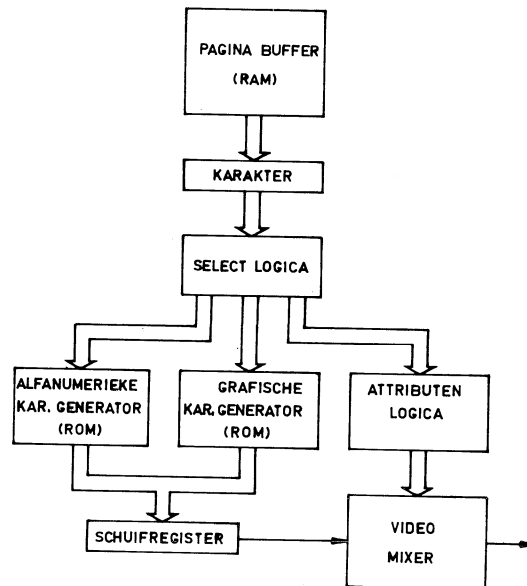 PAGINA BUFFER
(RAM)
KARAKTER
SELECT LOGICA
ALFANUMERIEKE
KAR. GENERATOR
(ROM)
GRAFISCHE
KAR. GENERATOR
(ROM)
ATTRIBUTEN
LOGICA
SCHUIFREGISTER
VIDEO
MIXER